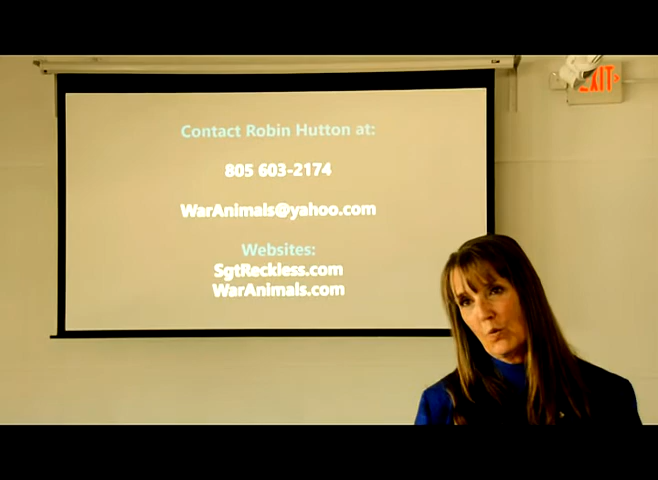 Contact Robin Hutton at:
805 603-2174
WarAnimals@yahoo.com
Websites:
SgtReckless.com
WarAnimals.com
EXIT